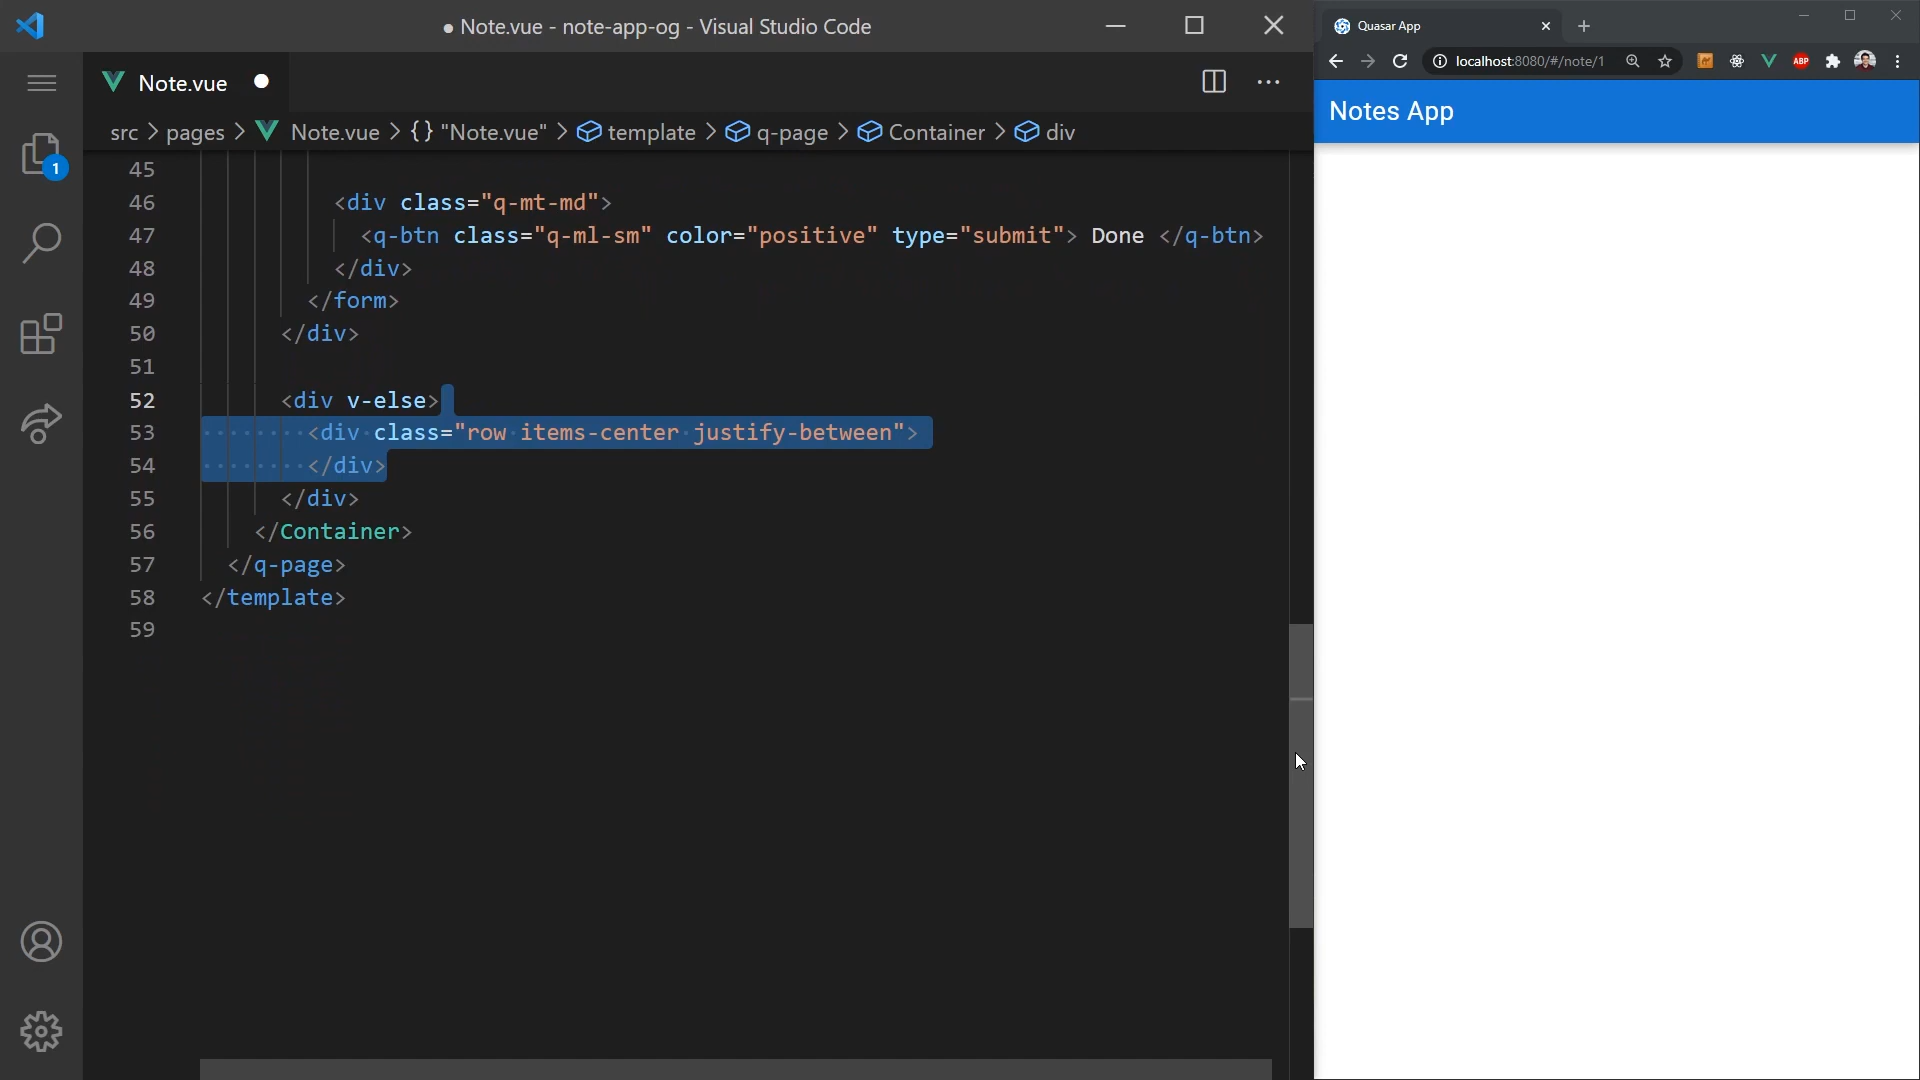 ● Note.vue - note-app-og - Visual Studio Code
Note.vue
src > pages > Note.vue > {} "Note.vue" > template > q-page > Container > div
1
45
46 <div class="q-mt-md">
47 <q-btn class="q-ml-sm" color="positive" type="submit"> Done </q-btn>
48 </div>
49 </form>
50 </div>
51
52 <div v-else>
53 <div class="row items-center justify-between">
54 </div>
55 </div>
56 </Container>
57 </q-page>
58 </template>
59
Quasar App
localhost:8080/#/note/1
ABP
Notes App